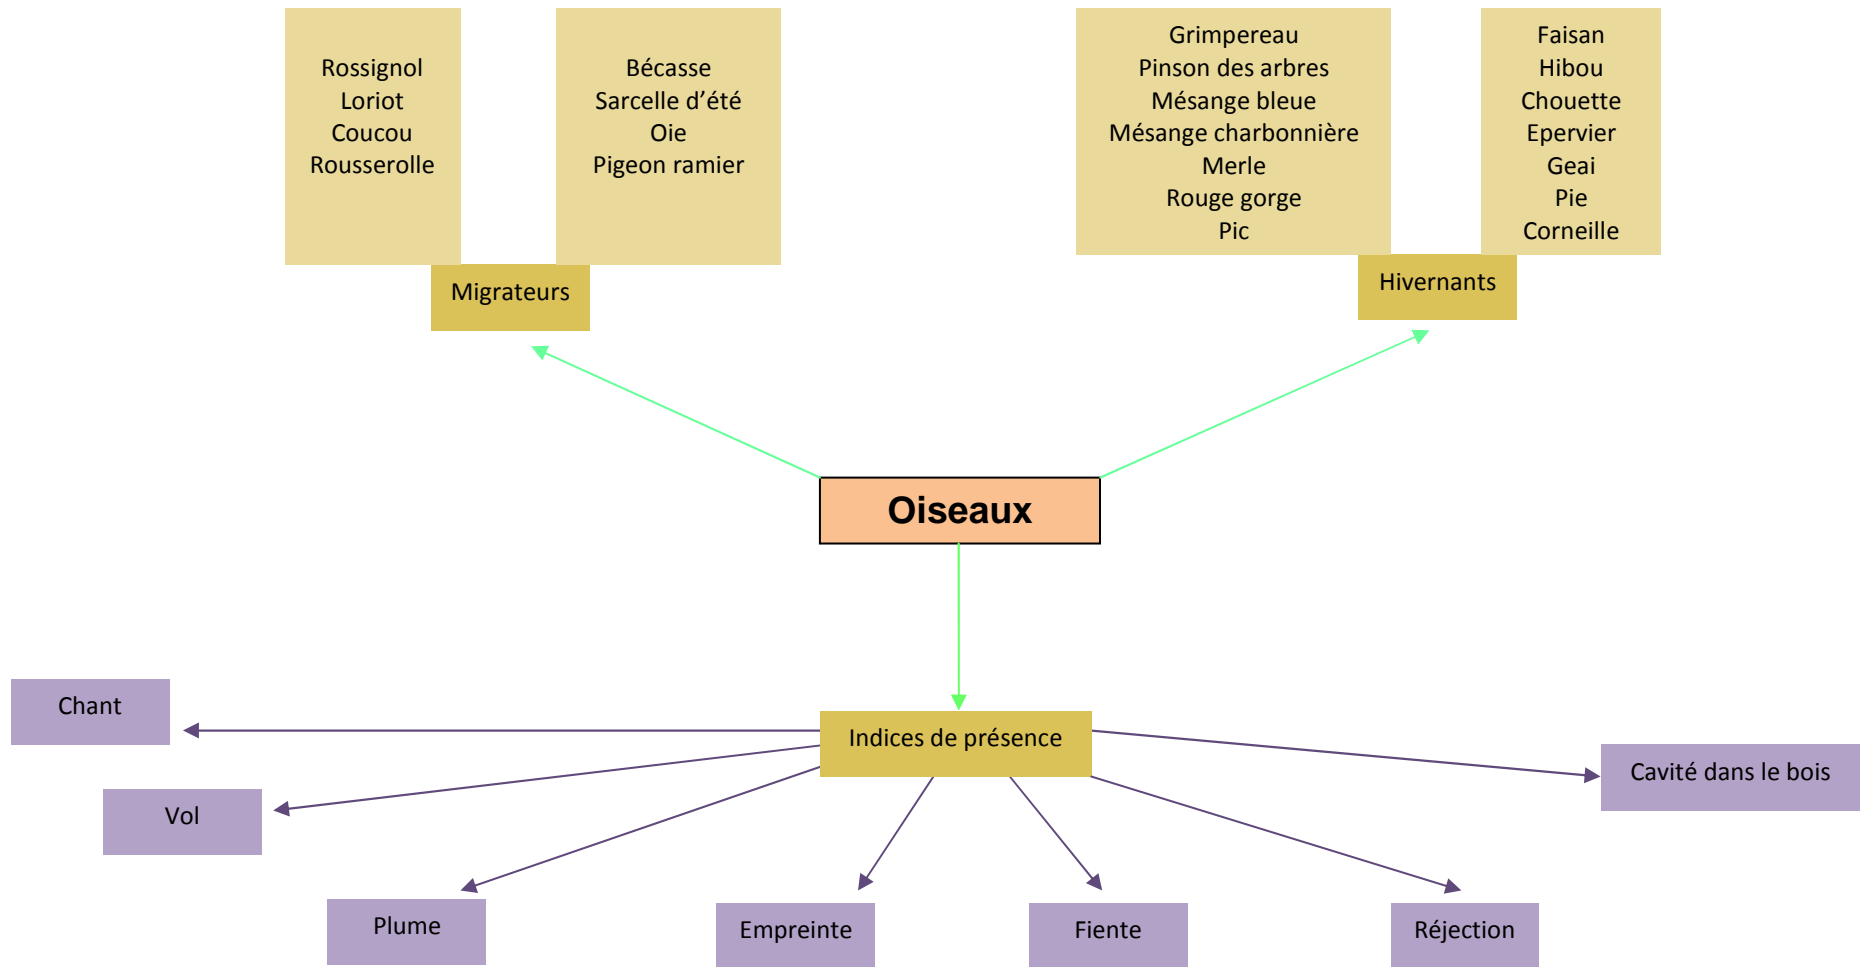 Rossignol
Loriot
Coucou
Rousserolle
Bécasse
Sarcelle d’été
Oie
Pigeon ramier
Migrateurs
Grimpereau
Pinson des arbres
Mésange bleue
Mésange charbonnière
Merle
Rouge gorge
Pic
Faisan
Hibou
Chouette
Epervier
Geai
Pie
Corneille
Hivernants
Oiseaux
Indices de présence
Chant
Vol
Plume
Empreinte
Fiente
Réjection
Cavité dans le bois